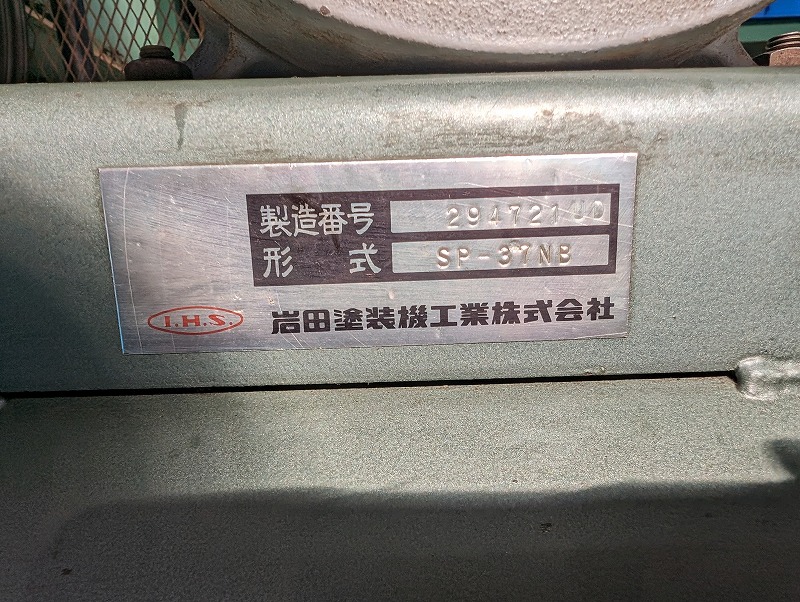 製造番号 294721U0
形式 SP-37NB
I.H.S. 岩田塗装機工業株式会社